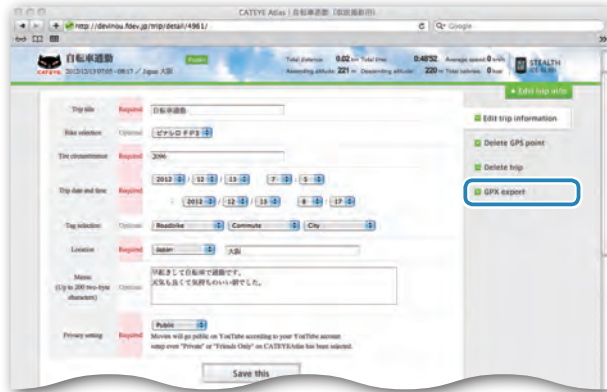 CATEYE Atlas | 自転車通勤 （取説撮影用）
http://devinou.fdev.jp/trip/detail/4961/
Google
CATEYE
自転車通勤
Public
2012/12/13 07:05 - 08:17 / Japan 大阪
Total distance 0.02 km Total time 0:48'52 Average speed 0 km/h
Ascending altitude 221 m Descending altitude 220 m Total calories 0 kcal
STEALTH
Edit trip info
Trip title Required 自転車通勤
Bike selection Optional
Tire circumference Required 2096
Trip date and time Required 2012 / 12 / 13 7 : 5
: 2012 / 12 / 13 8 : 17
Tag selection Optional Roadbike Commute City
Location Required Japan 大阪
Memo
(Up to 200 two-byte
characters)
Optional
早起きして自転車で通勤です。
天気も良くて気持ちのいい朝でした。
Privacy setting Required Public
Movies will go public on YouTube according to your YouTube account
setup even "Private" or "Friends Only" on CATEYEAtlas has been selected.
Save this
Edit trip information
Delete GPS point
Delete trip
GPX export